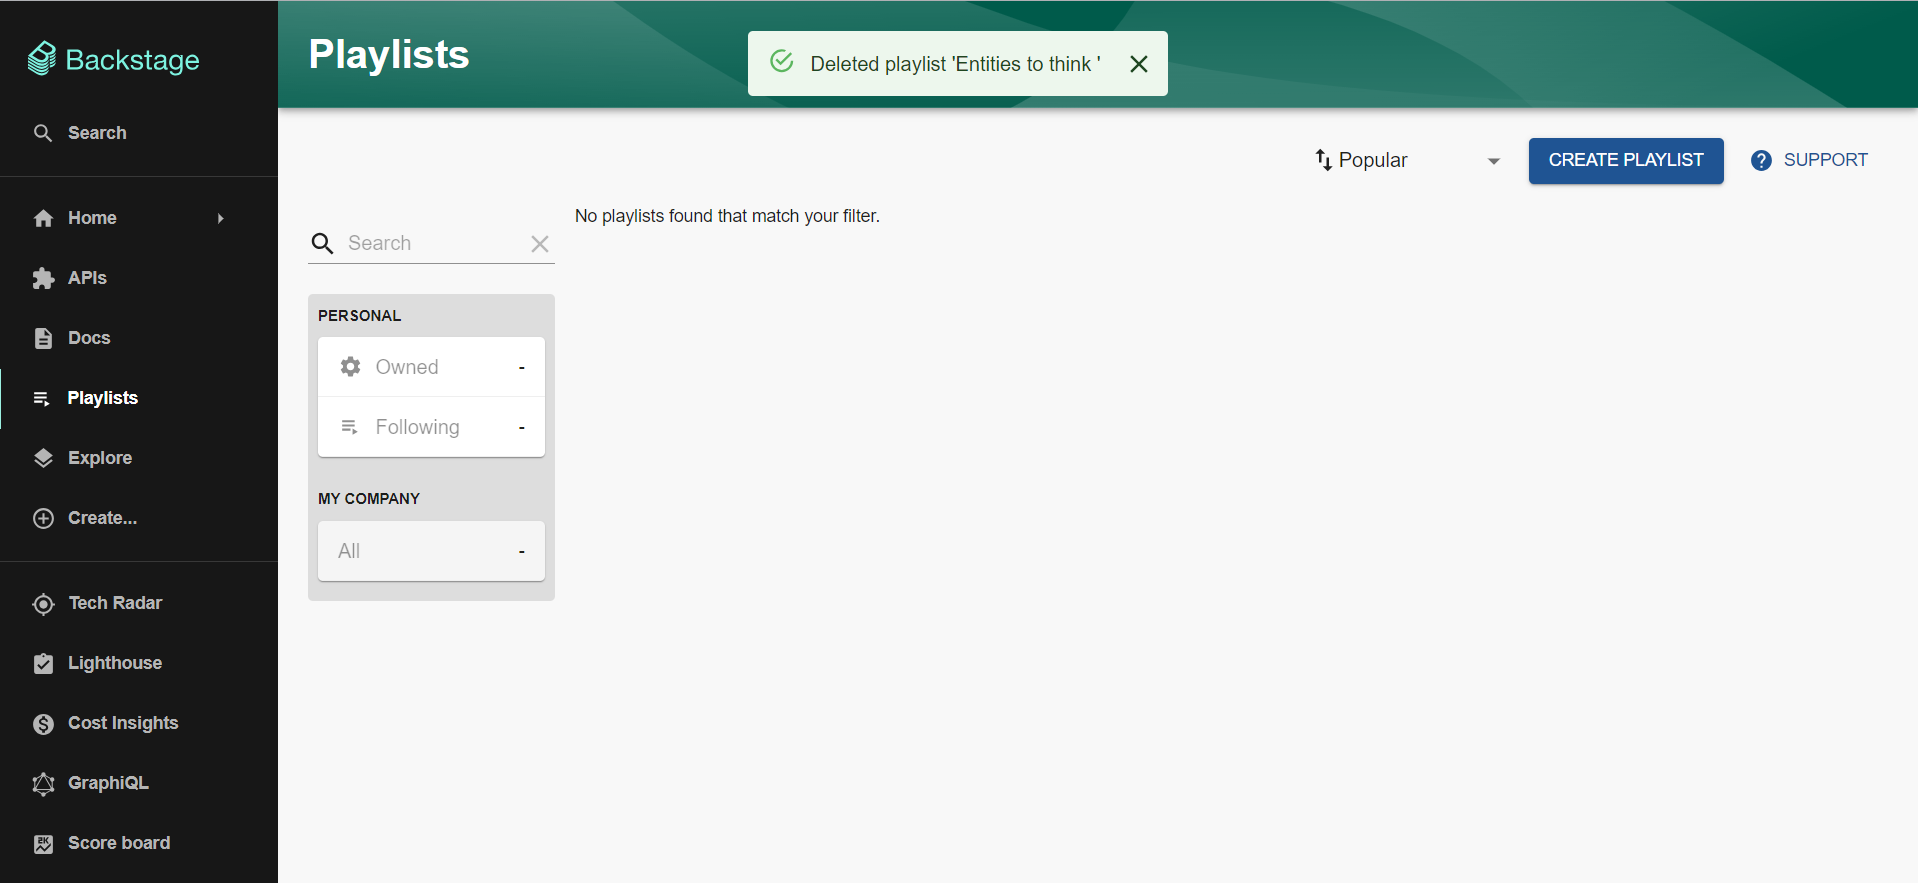 Backstage
Search
Home
APIs
Docs
Playlists
Explore
Create...
Tech Radar
Lighthouse
Cost Insights
GraphiQL
Score board
Playlists
Deleted playlist 'Entities to think '
Popular
CREATE PLAYLIST
SUPPORT
Search
No playlists found that match your filter.
PERSONAL
Owned -
Following -
MY COMPANY
All -